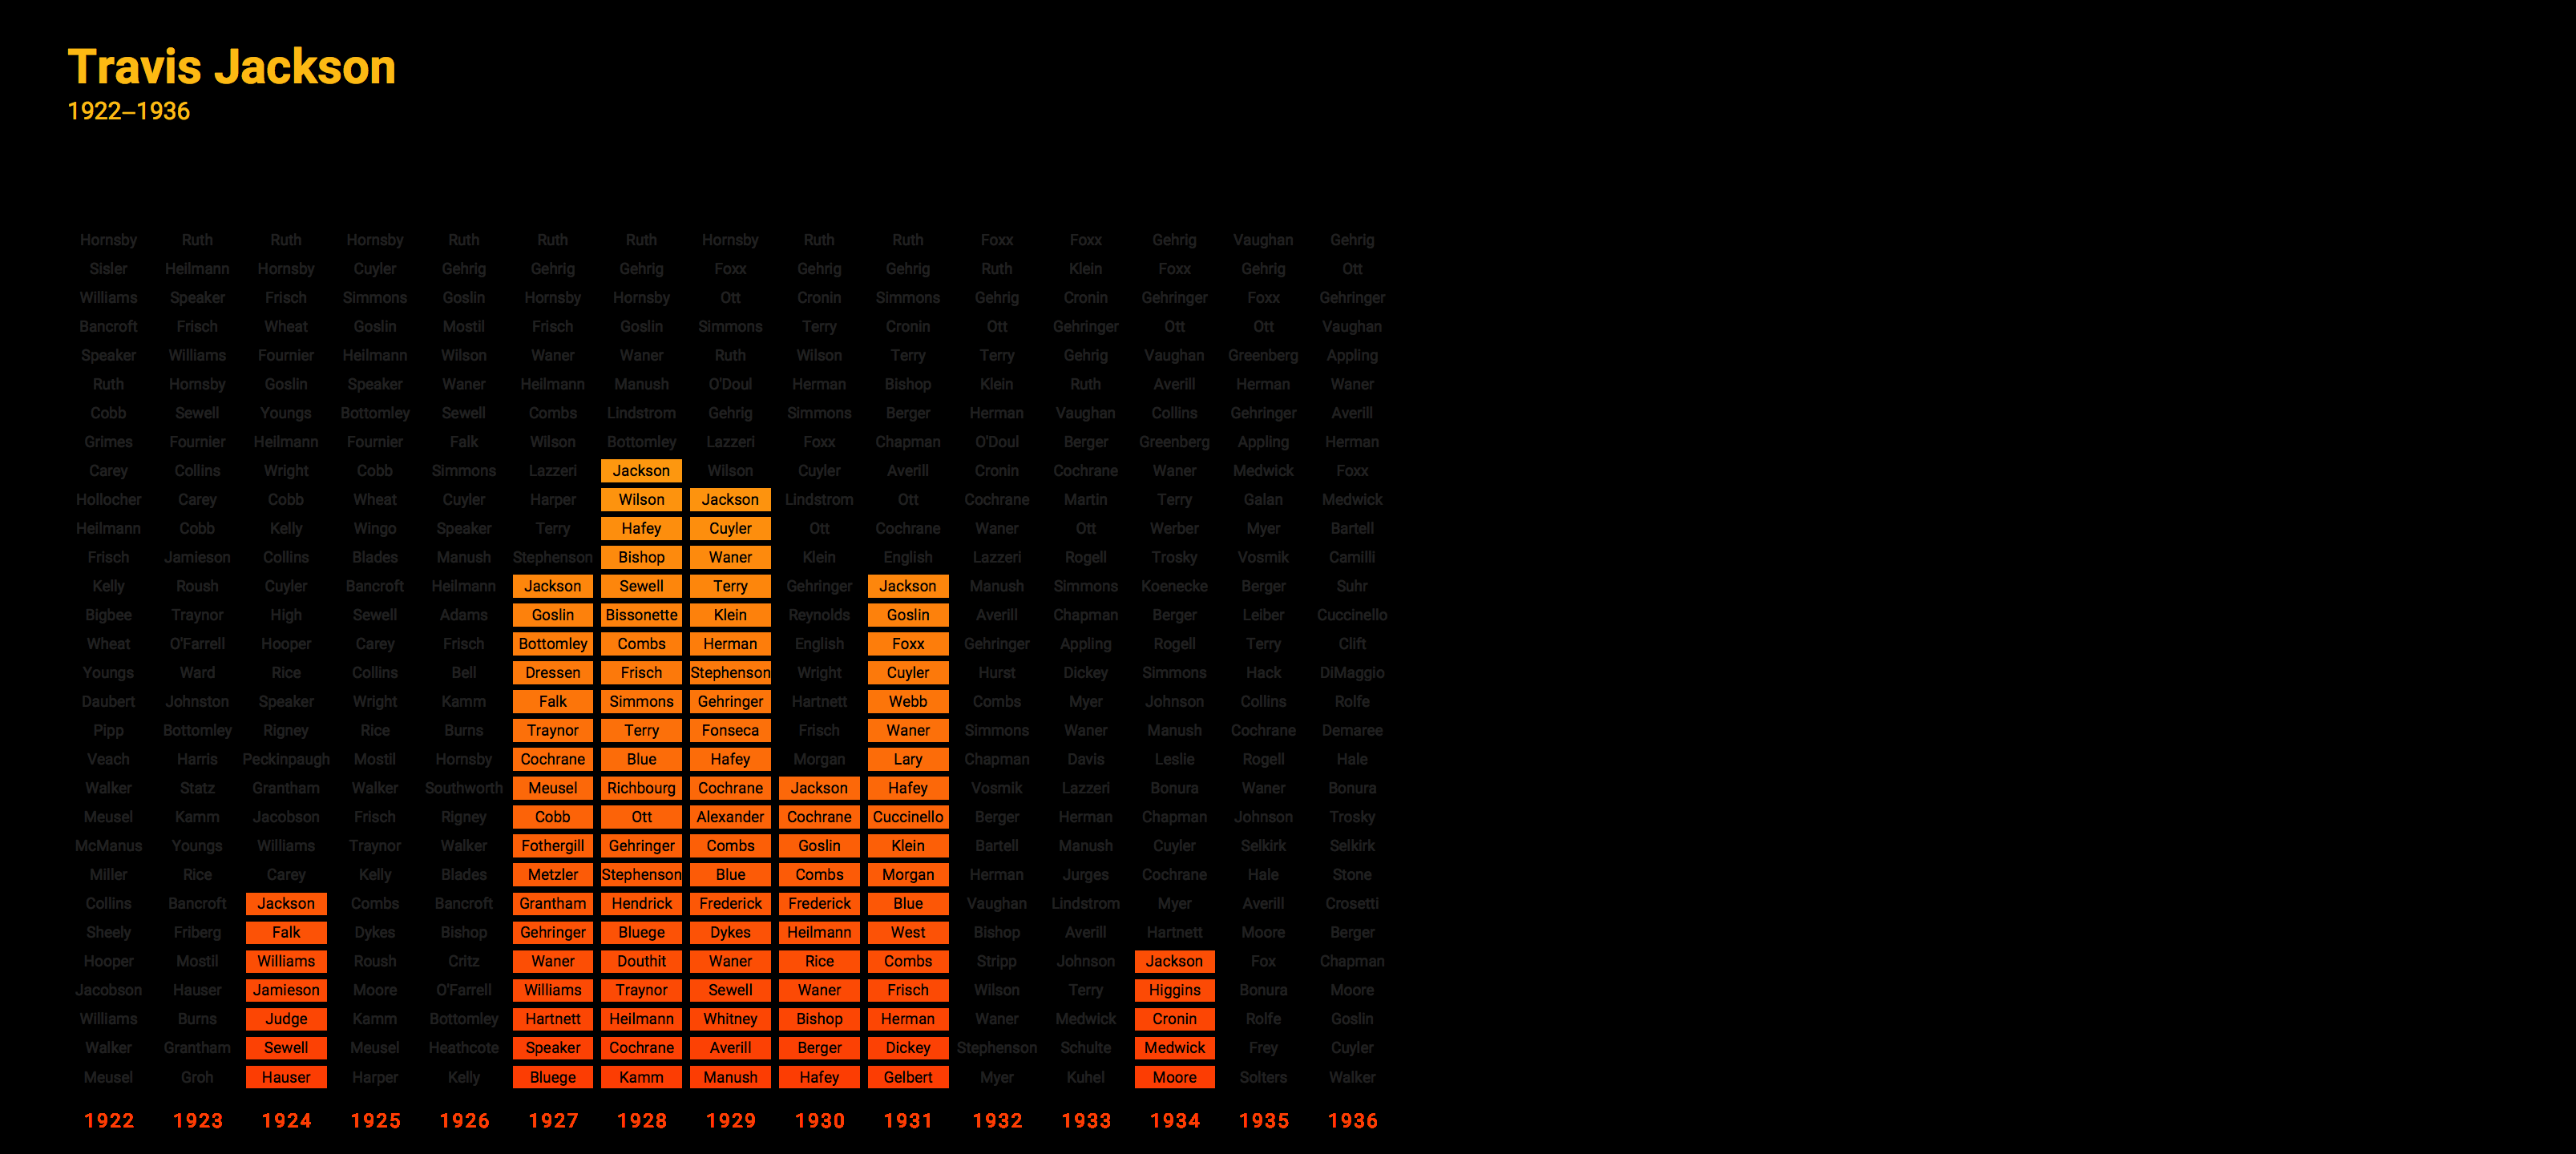 Travis Jackson
1922–1936
Hornsby Ruth Ruth Hornsby Ruth Ruth Ruth Hornsby Ruth Ruth Foxx Foxx Gehrig Vaughan Gehrig
Sisler Heilmann Hornsby Cuyler Gehrig Gehrig Gehrig Foxx Gehrig Gehrig Ruth Klein Foxx Gehrig Ott
Williams Speaker Frisch Simmons Goslin Hornsby Hornsby Ott Cronin Simmons Gehrig Cronin Gehringer Foxx Gehringer
Bancroft Frisch Wheat Goslin Mostil Frisch Goslin Simmons Terry Cronin Ott Gehringer Ott Ott Vaughan
Speaker Williams Fournier Heilmann Wilson Waner Waner Ruth Wilson Terry Terry Gehrig Vaughan Greenberg Appling
Ruth Hornsby Goslin Speaker Waner Heilmann Manush O'Doul Herman Bishop Klein Ruth Averill Herman Waner
Cobb Sewell Youngs Bottomley Sewell Combs Lindstrom Gehrig Simmons Berger Herman Vaughan Collins Gehringer Averill
Grimes Fournier Heilmann Fournier Falk Wilson Bottomley Lazzeri Foxx Chapman O'Doul Berger Greenberg Appling Herman
Carey Collins Wright Cobb Simmons Lazzeri Jackson Wilson Cuyler Averill Cronin Cochrane Waner Medwick Foxx
Hollocher Carey Cobb Wheat Cuyler Harper Wilson Jackson Lindstrom Ott Cochrane Martin Terry Galan Medwick
Heilmann Cobb Kelly Wingo Speaker Terry Hafey Cuyler Ott Cochrane Waner Ott Werber Myer Bartell
Frisch Jamieson Collins Blades Manush Stephenson Bishop Waner Klein English Lazzeri Rogell Trosky Vosmik Camilli
Kelly Roush Cuyler Bancroft Heilmann Jackson Sewell Terry Gehringer Jackson Manush Simmons Koenecke Berger Suhr
Bigbee Traynor High Sewell Adams Goslin Bissonette Klein Reynolds Goslin Averill Chapman Berger Leiber Cuccinello
Wheat O'Farrell Hooper Carey Frisch Bottomley Combs Herman English Foxx Gehringer Appling Rogell Terry Clift
Youngs Ward Rice Collins Bell Dressen Frisch Stephenson Wright Cuyler Hurst Dickey Simmons Hack DiMaggio
Daubert Johnston Speaker Wright Kamm Falk Simmons Gehringer Hartnett Webb Combs Myer Johnson Collins Rolfe
Pipp Bottomley Rigney Rice Burns Traynor Terry Fonseca Frisch Waner Simmons Waner Manush Cochrane Demaree
Veach Harris Peckinpaugh Mostil Hornsby Cochrane Blue Hafey Morgan Lary Chapman Davis Leslie Rogell Hale
Walker Statz Grantham Walker Southworth Meusel Richbourg Cochrane Jackson Hafey Vosmik Lazzeri Bonura Waner Bonura
Meusel Kamm Jacobson Frisch Rigney Cobb Ott Alexander Cochrane Cuccinello Berger Herman Chapman Johnson Trosky
McManus Youngs Williams Traynor Walker Fothergill Gehringer Combs Goslin Klein Bartell Manush Cuyler Selkirk Selkirk
Miller Rice Carey Kelly Blades Metzler Stephenson Blue Combs Morgan Herman Jurges Cochrane Hale Stone
Collins Bancroft Jackson Combs Bancroft Grantham Hendrick Frederick Frederick Blue Vaughan Lindstrom Myer Averill Crosetti
Sheely Friberg Falk Dykes Bishop Gehringer Bluege Dykes Heilmann West Bishop Averill Hartnett Moore Berger
Hooper Mostil Williams Roush Critz Waner Douthit Waner Rice Combs Stripp Johnson Jackson Fox Chapman
Jacobson Hauser Jamieson Moore O'Farrell Williams Traynor Sewell Waner Frisch Wilson Terry Higgins Bonura Moore
Williams Burns Judge Kamm Bottomley Hartnett Heilmann Whitney Bishop Herman Waner Medwick Cronin Rolfe Goslin
Walker Grantham Sewell Meusel Heathcote Speaker Cochrane Averill Berger Dickey Stephenson Schulte Medwick Frey Cuyler
Meusel Groh Hauser Harper Kelly Bluege Kamm Manush Hafey Gelbert Myer Kuhel Moore Solters Walker
1922 1923 1924 1925 1926 1927 1928 1929 1930 1931 1932 1933 1934 1935 1936